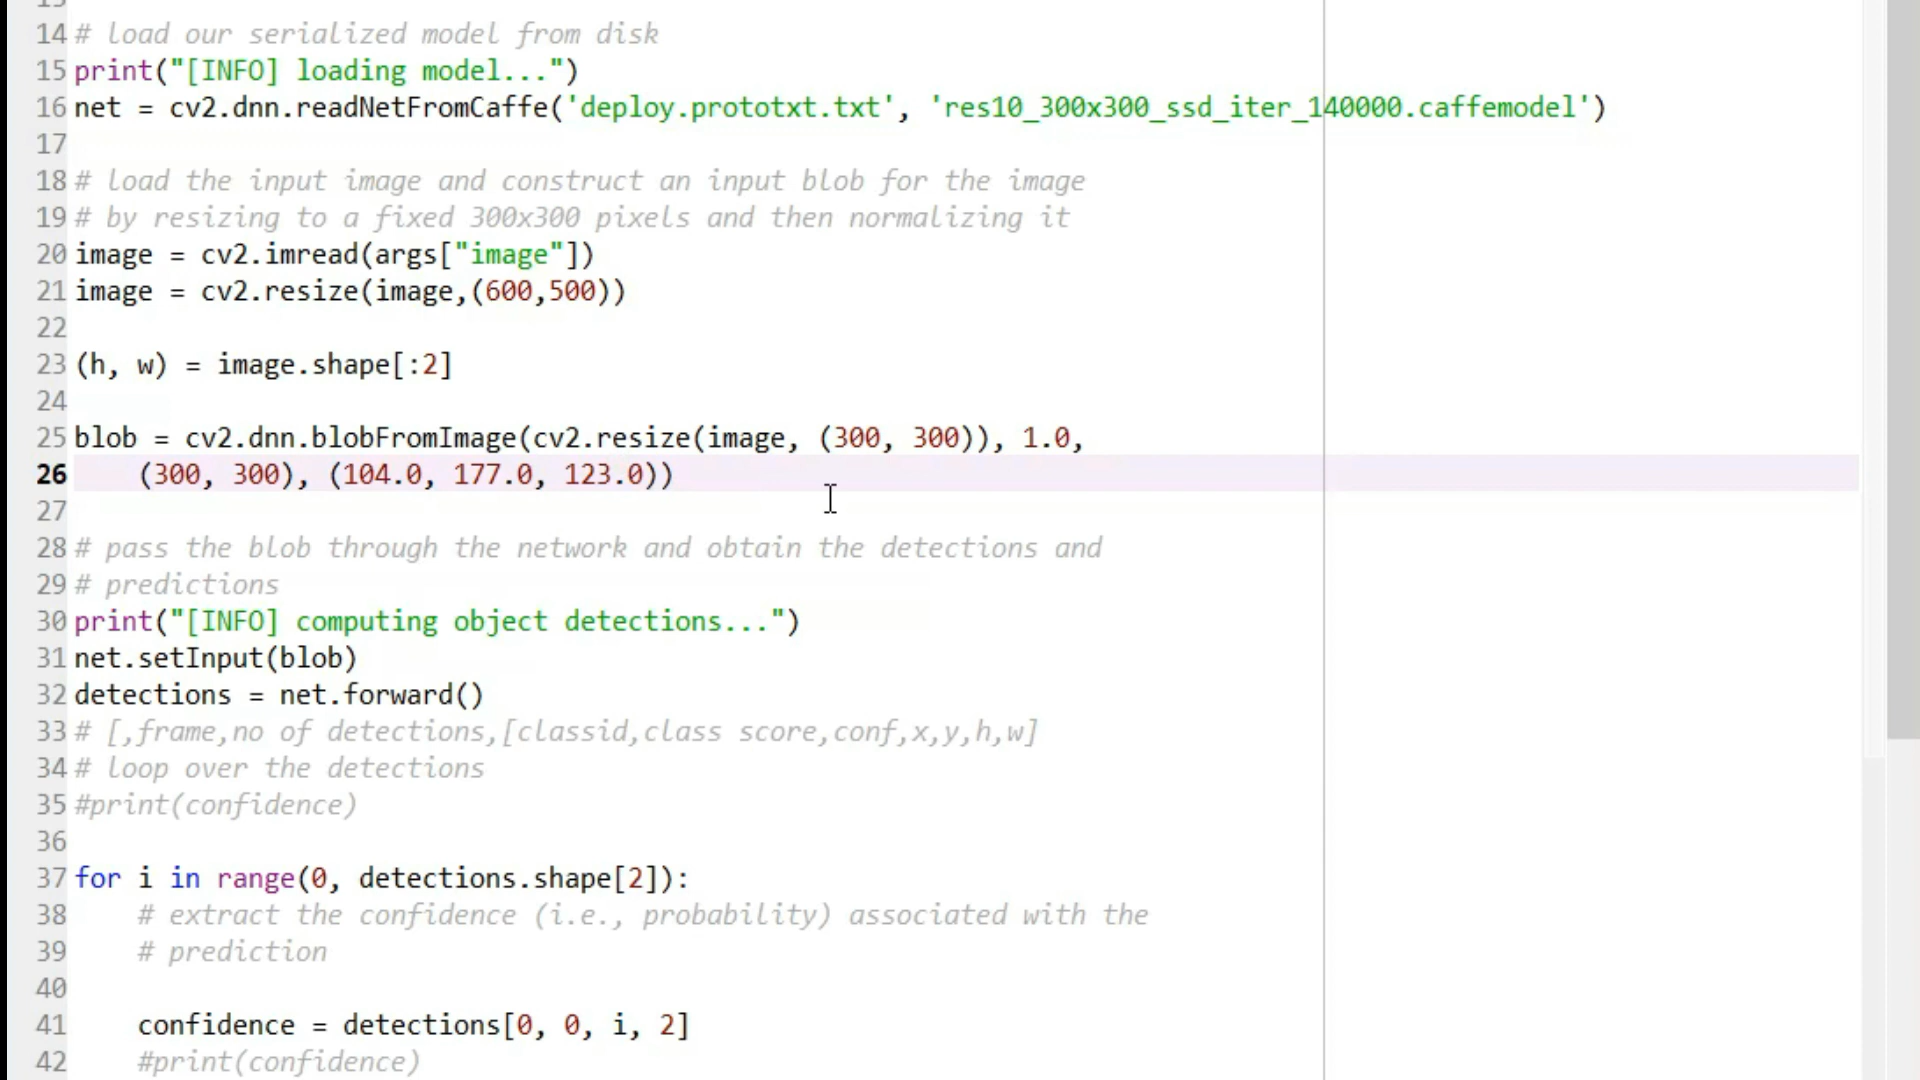 14 # load our serialized model from disk
15 print("[INFO] loading model...")
16 net = cv2.dnn.readNetFromCaffe('deploy.prototxt.txt', 'res10_300x300_ssd_iter_140000.caffemodel')
17
18 # load the input image and construct an input blob for the image
19 # by resizing to a fixed 300x300 pixels and then normalizing it
20 image = cv2.imread(args["image"])
21 image = cv2.resize(image,(600,500))
22
23 (h, w) = image.shape[:2]
24
25 blob = cv2.dnn.blobFromImage(cv2.resize(image, (300, 300)), 1.0,
26     (300, 300), (104.0, 177.0, 123.0))
27
28 # pass the blob through the network and obtain the detections and
29 # predictions
30 print("[INFO] computing object detections...")
31 net.setInput(blob)
32 detections = net.forward()
33 # [,frame,no of detections,[classid,class score,conf,x,y,h,w]
34 # loop over the detections
35 #print(confidence)
36
37 for i in range(0, detections.shape[2]):
38     # extract the confidence (i.e., probability) associated with the
39     # prediction
40
41     confidence = detections[0, 0, i, 2]
42     #print(confidence)